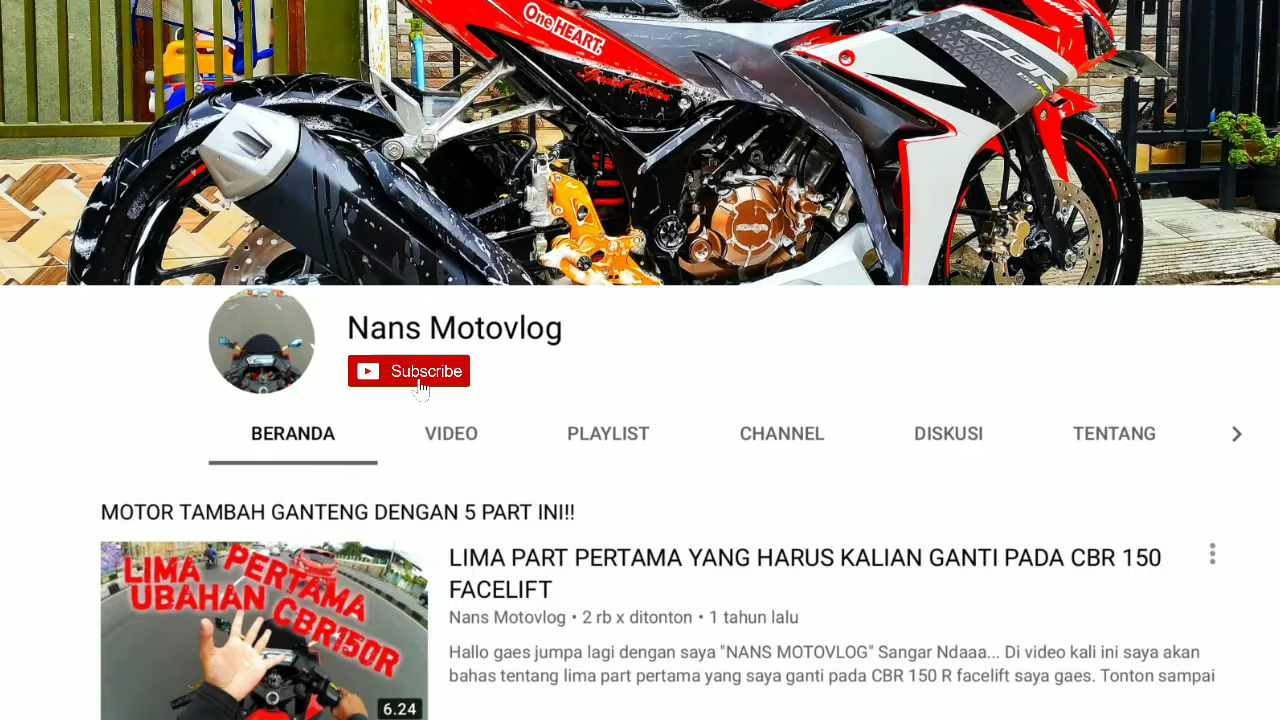 One HEART.
Special Edition
CBR
150R
Nans Motovlog
Subscribe
BERANDA
VIDEO
PLAYLIST
CHANNEL
DISKUSI
TENTANG
MOTOR TAMBAH GANTENG DENGAN 5 PART INI!!
LIMA PERTAMA
UBAHAN CBR150R
6.24
LIMA PART PERTAMA YANG HARUS KALIAN GANTI PADA CBR 150
FACELIFT
Nans Motovlog • 2 rb x ditonton • 1 tahun lalu
Hallo gaes jumpa lagi dengan saya "NANS MOTOVLOG" Sangar Ndaaa... Di video kali ini saya akan
bahas tentang lima part pertama yang saya ganti pada CBR 150 R facelift saya gaes. Tonton sampai